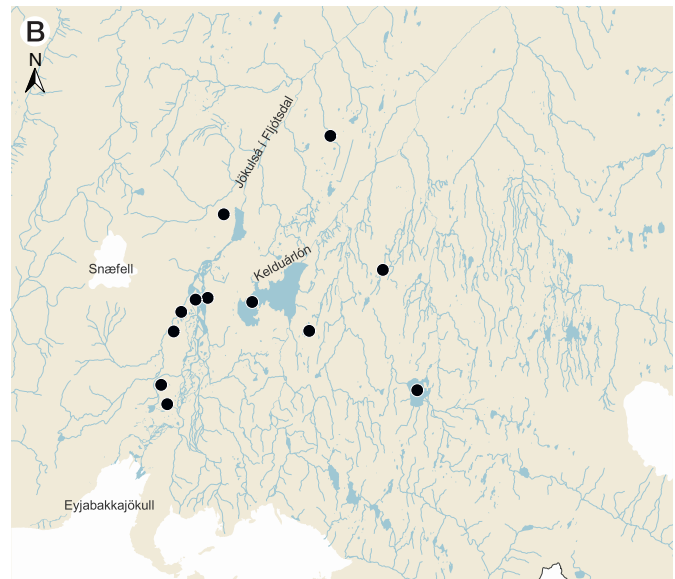 B
N
Jökulsá í Fljótsdal
Kelduárlón
Snæfell
Eyjabakkajökull